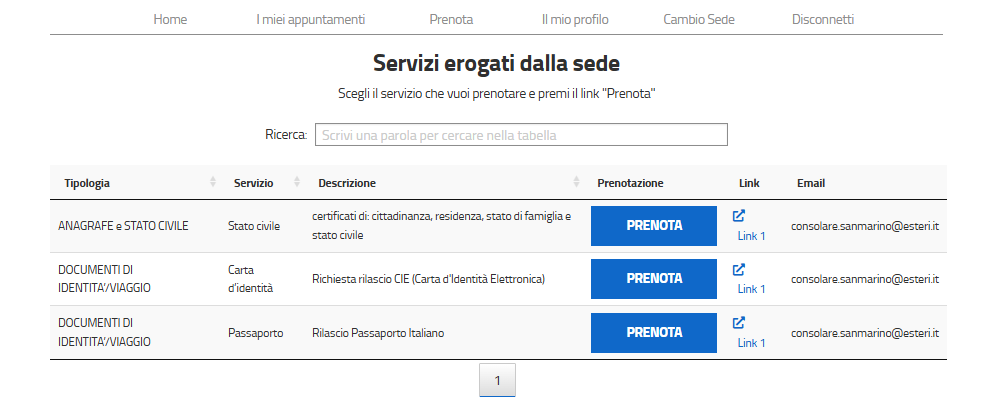 Home I miei appuntamenti Prenota Il mio profilo Cambio Sede Disconnetti
Servizi erogati dalla sede
Scegli il servizio che vuoi prenotare e premi il link "Prenota"
Ricerca: Scrivi una parola per cercare nella tabella
Tipologia Servizio Descrizione Prenotazione Link Email
ANAGRAFE e STATO CIVILE Stato civile certificati di: cittadinanza, residenza, stato di famiglia e
stato civile PRENOTA Link 1 consolare.sanmarino@esteri.it
DOCUMENTI DI
IDENTITA'/VIAGGIO Carta
d'identità Richiesta rilascio CIE (Carta d'Identità Elettronica) PRENOTA Link 1 consolare.sanmarino@esteri.it
DOCUMENTI DI
IDENTITA'/VIAGGIO Passaporto Rilascio Passaporto Italiano PRENOTA Link 1 consolare.sanmarino@esteri.it
1